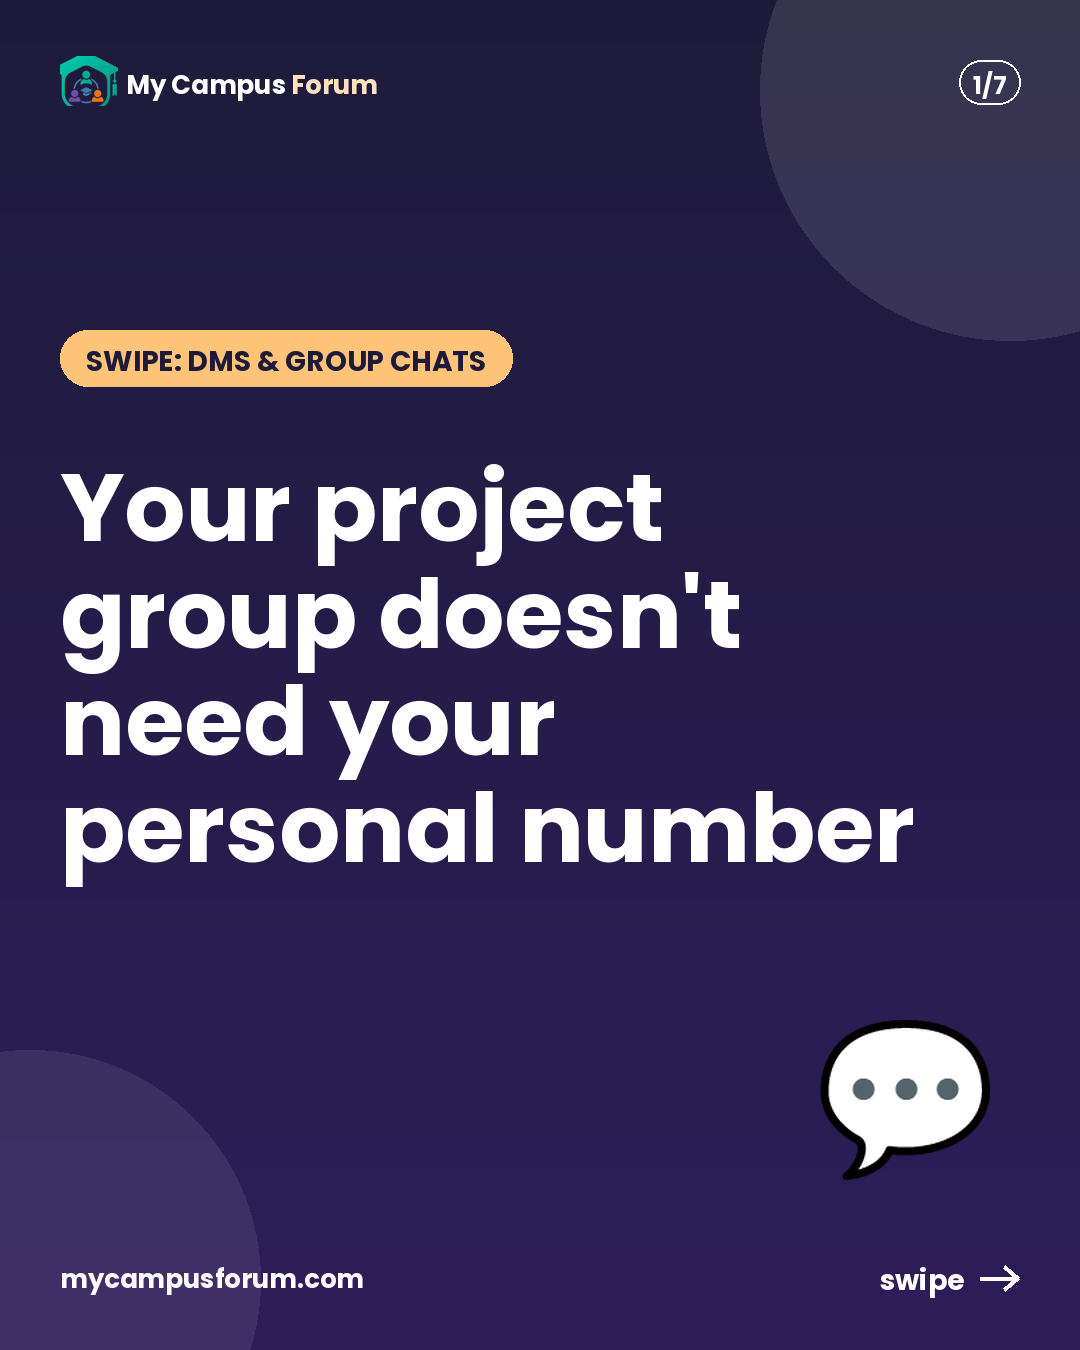 My Campus Forum
1/7
SWIPE: DMS & GROUP CHATS
Your project
group doesn't
need your
personal number
mycampusforum.com
swipe →